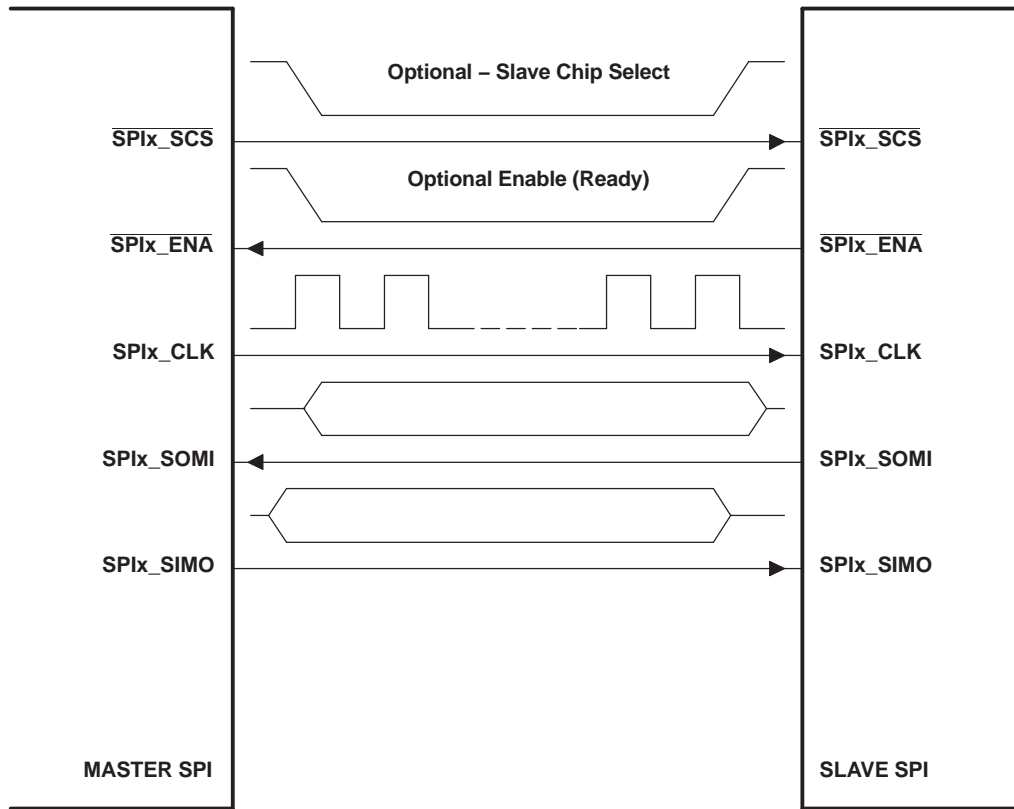 Optional – Slave Chip Select
SPIx_SCS
SPIx_SCS
Optional Enable (Ready)
SPIx_ENA
SPIx_ENA
SPIx_CLK
SPIx_CLK
SPIx_SOMI
SPIx_SOMI
SPIx_SIMO
SPIx_SIMO
MASTER SPI
SLAVE SPI